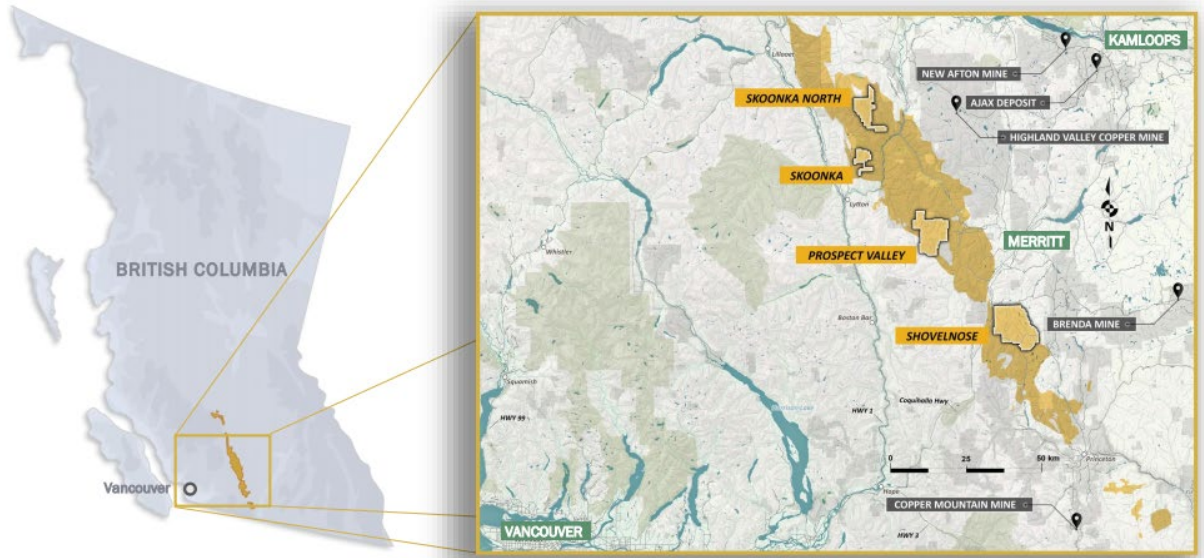 BRITISH COLUMBIA
Vancouver
KAMLOOPS
Lillooet
NEW AFTON MINE
SKOONKA NORTH
AJAX DEPOSIT
HIGHLAND VALLEY COPPER MINE
SKOONKA
Lytton
N
MERRITT
Whistler
PROSPECT VALLEY
BRENDA MINE
Boston Bar
SHOVELNOSE
Squamish
HWY 99
HWY 1
Coquihalla Hwy
0 25 50 km
Princeton
Hope
COPPER MOUNTAIN MINE
VANCOUVER
HWY 3